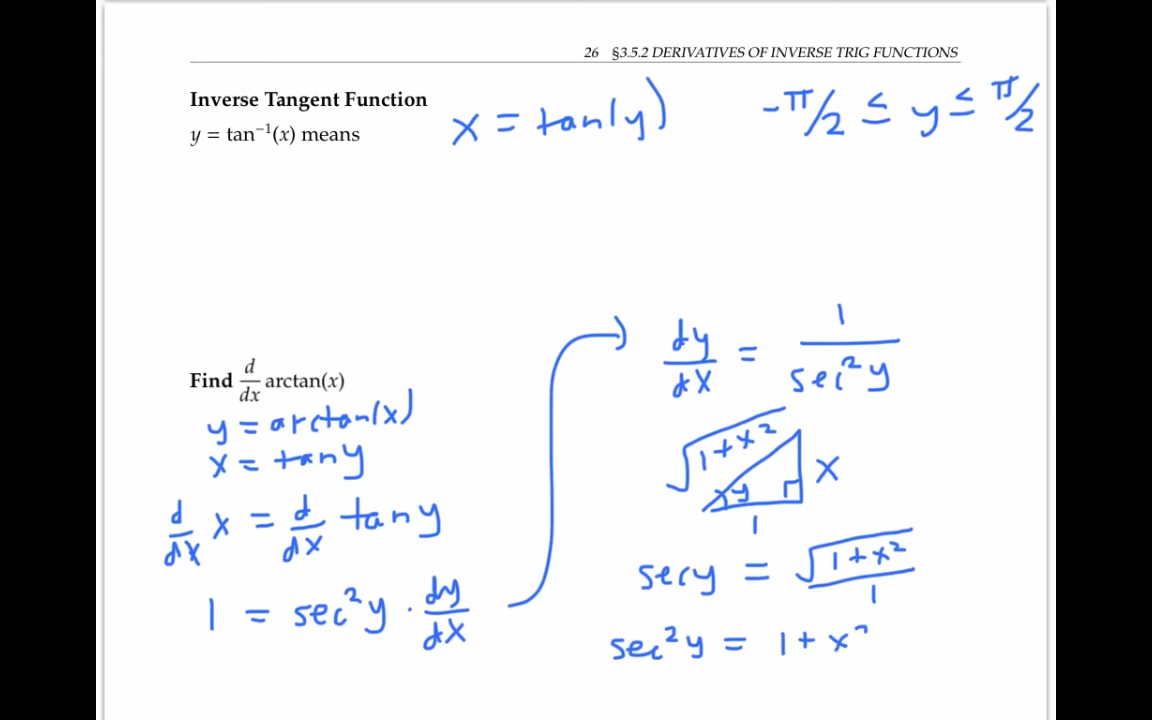 26 §3.5.2 DERIVATIVES OF INVERSE TRIG FUNCTIONS
Inverse Tangent Function
y = tan⁻¹(x) means x = tan(y) -π/2 ≤ y ≤ π/2
Find d/dx arctan(x)
y = arctan(x)
x = tan y
d/dx x = d/dx tan y
1 = sec²y · dy/dx
dy/dx = 1/sec²y
√1+x²
x
y
1
sec y = √1+x²/1
sec²y = 1 + x²